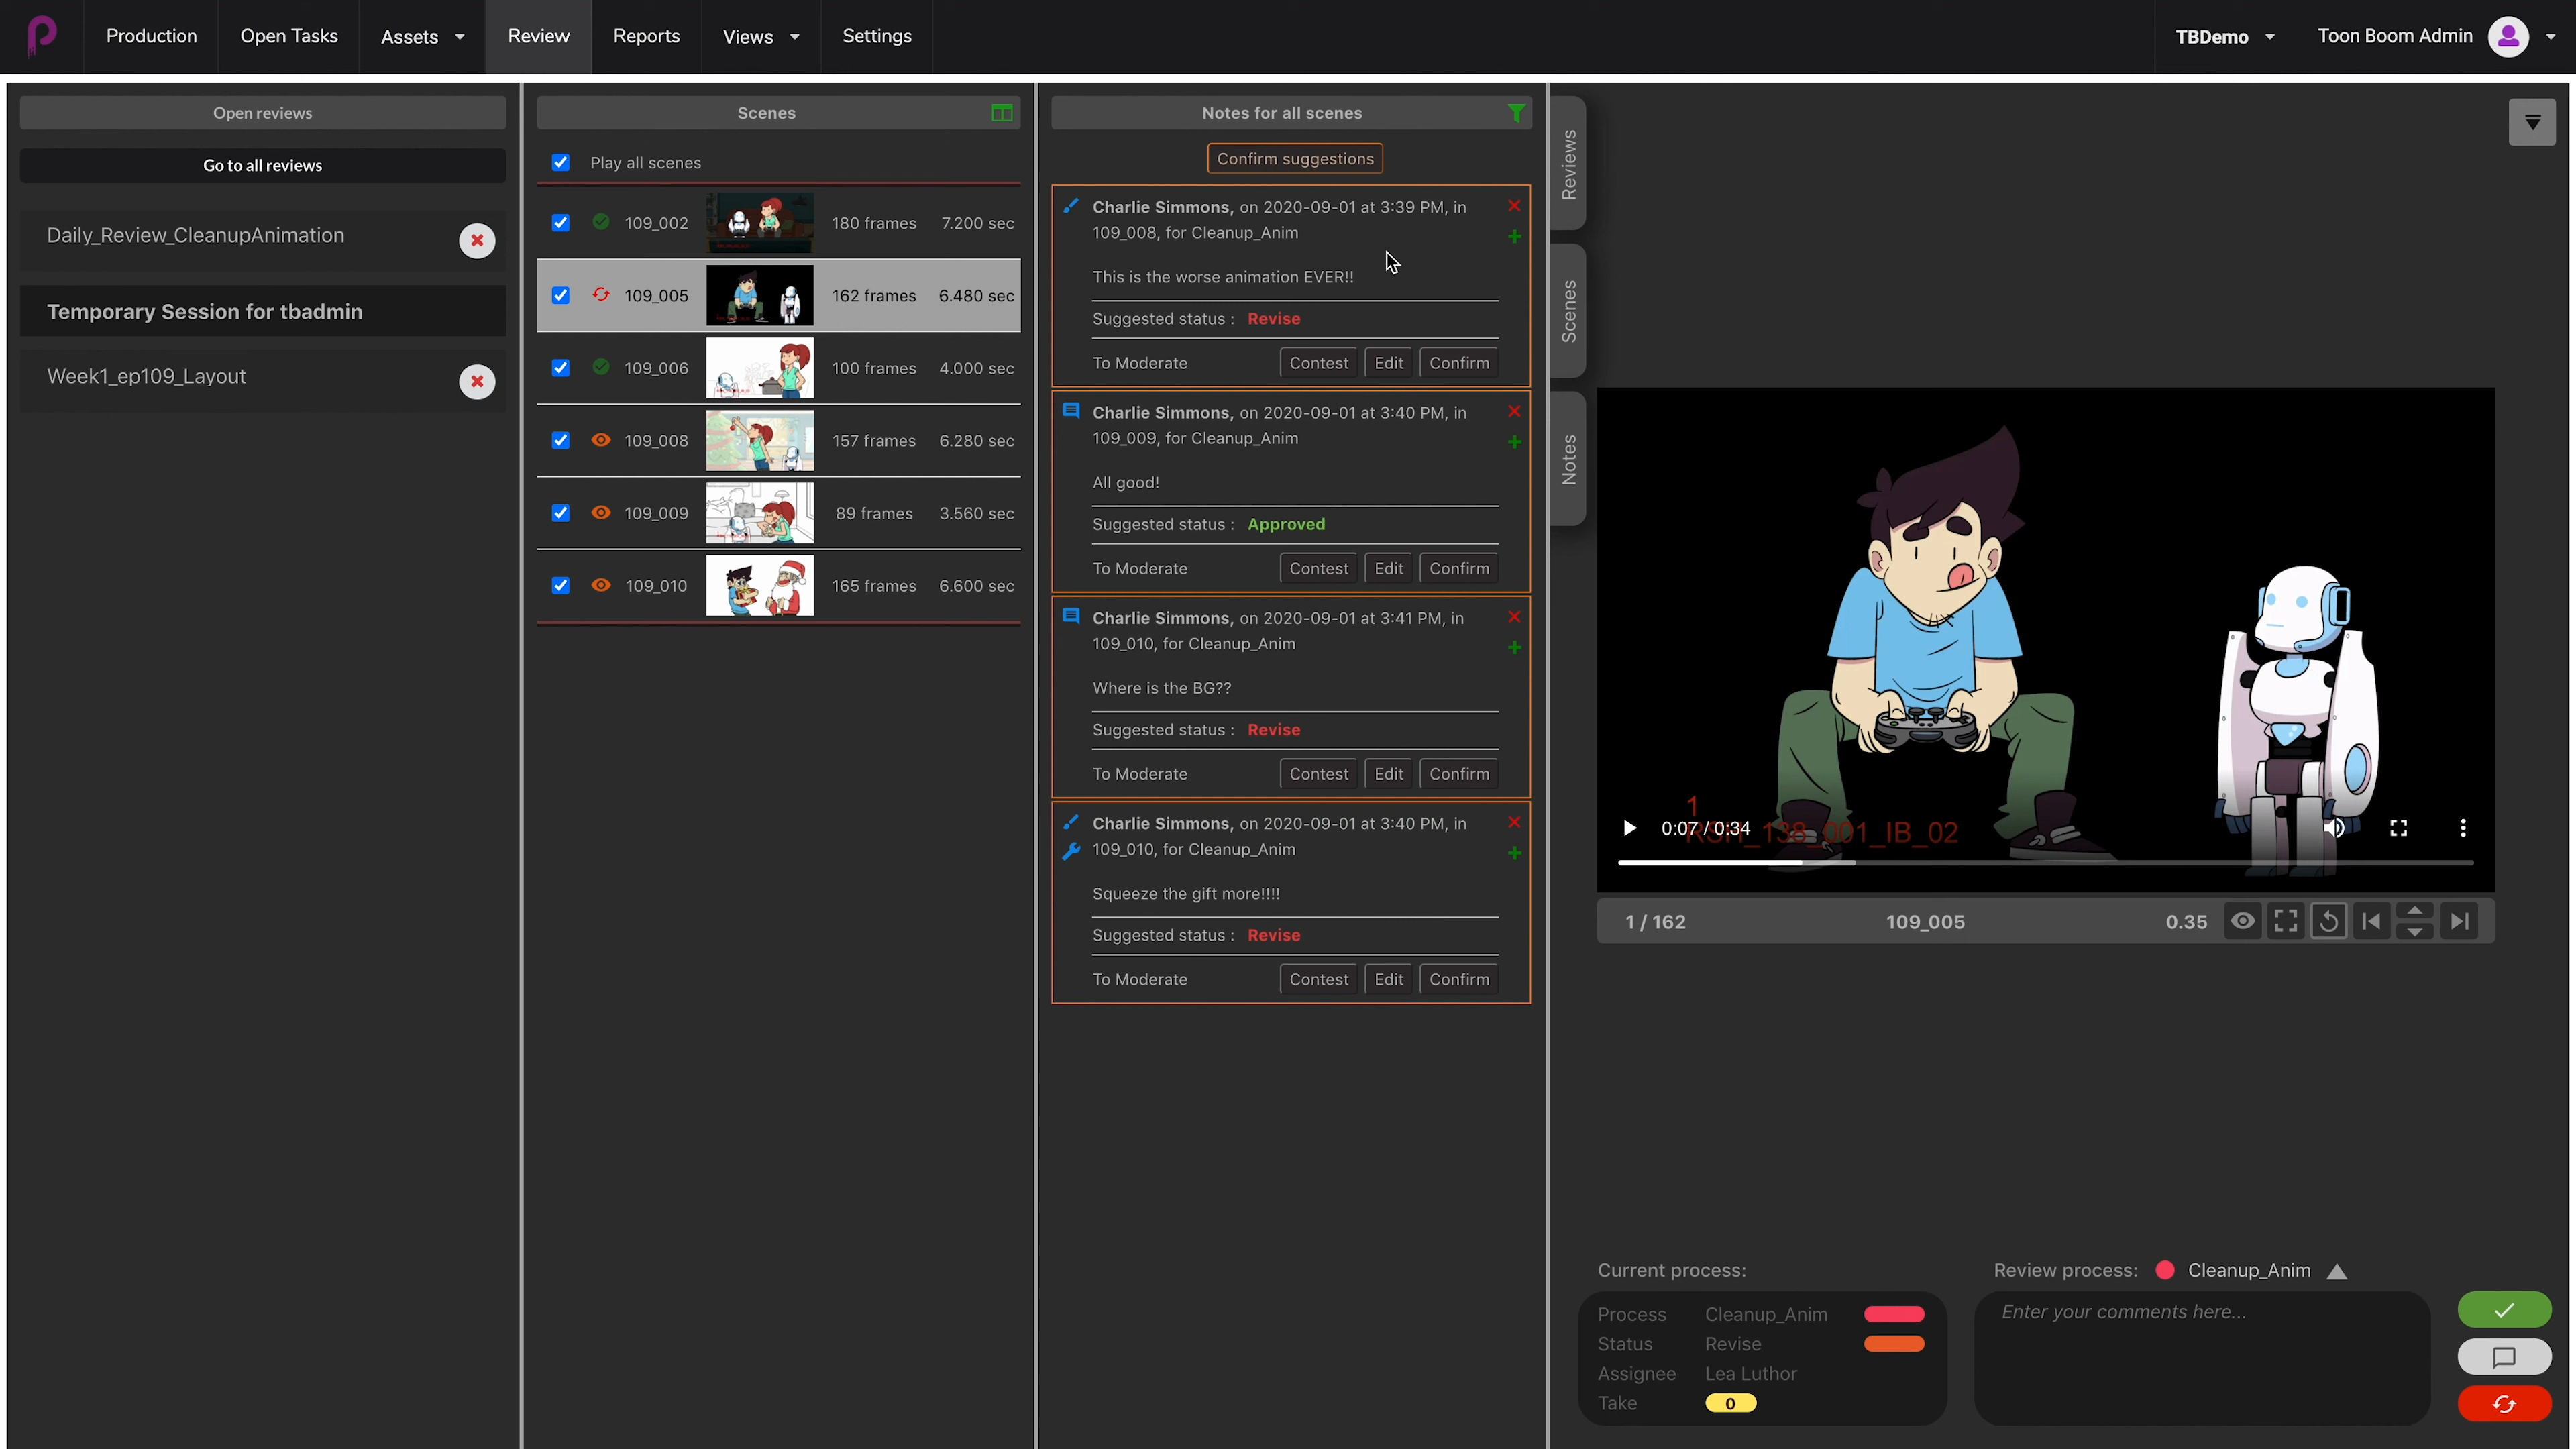 Production
Open Tasks
Assets
Review
Reports
Views
Settings
TBDemo
Toon Boom Admin
Open reviews
Go to all reviews
Daily_Review_CleanupAnimation
Temporary Session for tbadmin
Week1_ep109_Layout
Scenes
Play all scenes
109_002 180 frames 7.200 sec
109_005 162 frames 6.480 sec
109_006 100 frames 4.000 sec
109_008 157 frames 6.280 sec
109_009 89 frames 3.560 sec
109_010 165 frames 6.600 sec
Notes for all scenes
Confirm suggestions
Charlie Simmons, on 2020-09-01 at 3:39 PM, in
109_008, for Cleanup_Anim
This is the worse animation EVER!!
Suggested status : Revise
To Moderate Contest Edit Confirm
Charlie Simmons, on 2020-09-01 at 3:40 PM, in
109_009, for Cleanup_Anim
All good!
Suggested status : Approved
To Moderate Contest Edit Confirm
Charlie Simmons, on 2020-09-01 at 3:41 PM, in
109_010, for Cleanup_Anim
Where is the BG??
Suggested status : Revise
To Moderate Contest Edit Confirm
Charlie Simmons, on 2020-09-01 at 3:40 PM, in
109_010, for Cleanup_Anim
Squeeze the gift more!!!!
Suggested status : Revise
To Moderate Contest Edit Confirm
Reviews
Scenes
Notes
1
0:07 / 0:34
_001_IB_02
1 / 162 109_005 0.35
Current process:
Process Cleanup_Anim
Status Revise
Assignee Lea Luthor
Take 0
Review process: Cleanup_Anim
Enter your comments here...